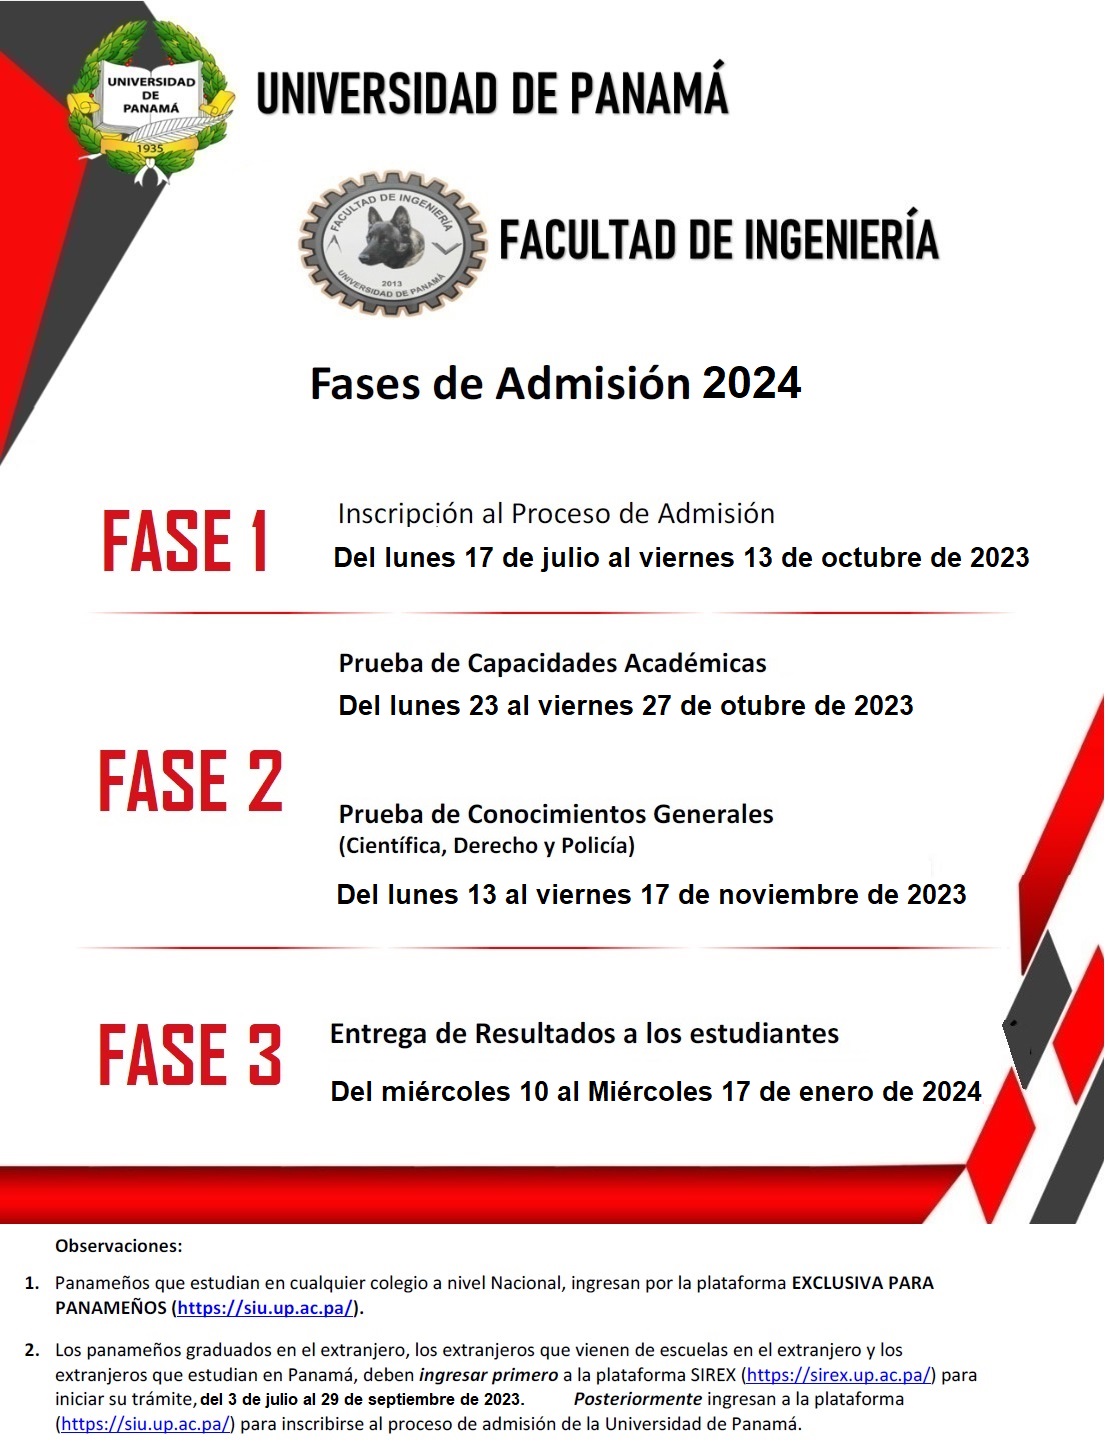 UNIVERSIDAD
DE
PANAMÁ
1935
UNIVERSIDAD DE PANAMÁ
FACULTAD DE INGENIERÍA
2013
UNIVERSIDAD DE PANAMÁ
FACULTAD DE INGENIERÍA
Fases de Admisión 2024
FASE 1
Inscripción al Proceso de Admisión
Del lunes 17 de julio al viernes 13 de octubre de 2023
FASE 2
Prueba de Capacidades Académicas
Del lunes 23 al viernes 27 de otubre de 2023
Prueba de Conocimientos Generales
(Científica, Derecho y Policía)
Del lunes 13 al viernes 17 de noviembre de 2023
FASE 3
Entrega de Resultados a los estudiantes
Del miércoles 10 al Miércoles 17 de enero de 2024
Observaciones:
1. Panameños que estudian en cualquier colegio a nivel Nacional, ingresan por la plataforma EXCLUSIVA PARA
PANAMEÑOS (https://siu.up.ac.pa/).
2. Los panameños graduados en el extranjero, los extranjeros que vienen de escuelas en el extranjero y los
extranjeros que estudian en Panamá, deben ingresar primero a la plataforma SIREX (https://sirex.up.ac.pa/) para
iniciar su trámite, del 3 de julio al 29 de septiembre de 2023. Posteriormente ingresan a la plataforma
(https://siu.up.ac.pa/) para inscribirse al proceso de admisión de la Universidad de Panamá.